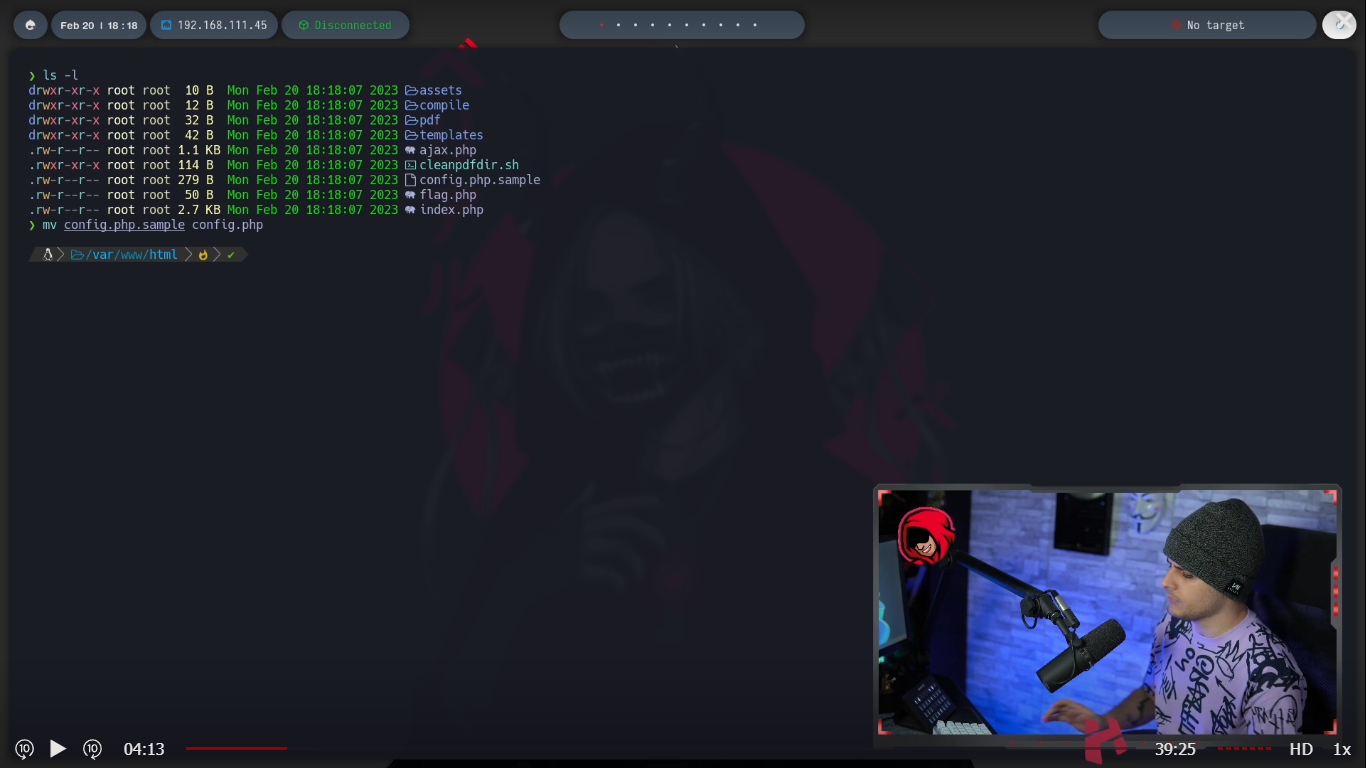 Feb 20 | 18:18
192.168.111.45
Disconnected
No target
❯ ls -l
drwxr-xr-x root root 10 B Mon Feb 20 18:18:07 2023 assets
drwxr-xr-x root root 12 B Mon Feb 20 18:18:07 2023 compile
drwxr-xr-x root root 32 B Mon Feb 20 18:18:07 2023 pdf
drwxr-xr-x root root 42 B Mon Feb 20 18:18:07 2023 templates
.rw-r--r-- root root 1.1 KB Mon Feb 20 18:18:07 2023 ajax.php
.rwxr-xr-x root root 114 B Mon Feb 20 18:18:07 2023 cleanpdfdir.sh
.rw-r--r-- root root 279 B Mon Feb 20 18:18:07 2023 config.php.sample
.rw-r--r-- root root 50 B Mon Feb 20 18:18:07 2023 flag.php
.rw-r--r-- root root 2.7 KB Mon Feb 20 18:18:07 2023 index.php
❯ mv config.php.sample config.php
/var/www/html
10
10
04:13
39:25
HD
1x